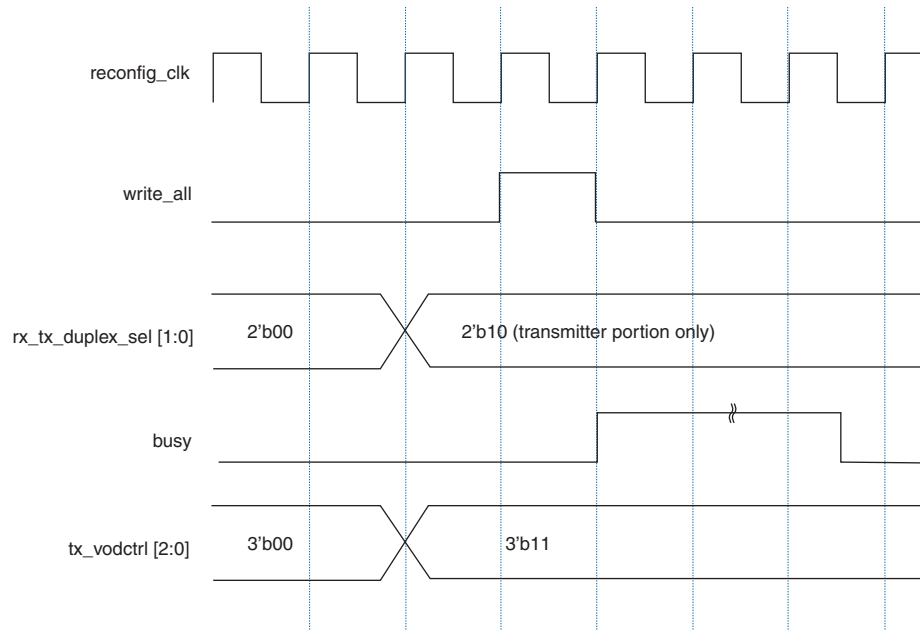 reconfig_clk
write_all
rx_tx_duplex_sel [1:0] 2’b00 2’b10 (transmitter portion only)
busy
tx_vodctrl [2:0] 3’b00 3’b11